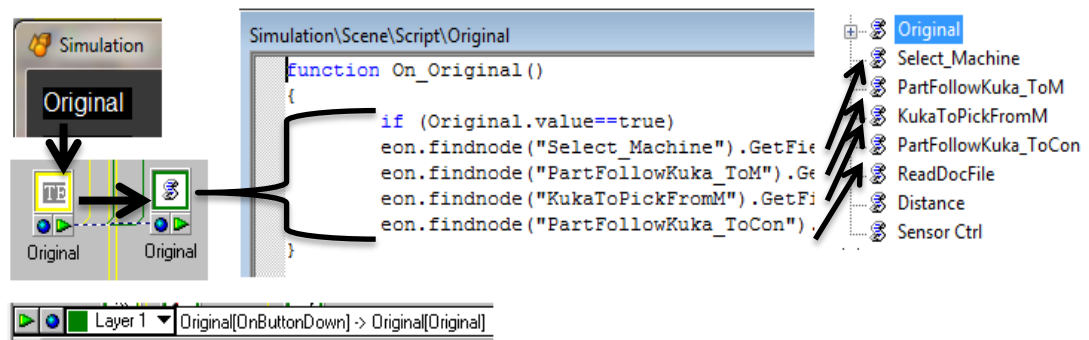 Simulation
Original
TE
Original
Original
Simulation\Scene\Script\Original
function On_Original()
{
if (Original.value==true)
eon.findnode("Select_Machine").GetFie
eon.findnode("PartFollowKuka_ToM").Ge
eon.findnode("KukaToPickFromM").GetFi
eon.findnode("PartFollowKuka_ToCon").
}
Original
Select_Machine
PartFollowKuka_ToM
KukaToPickFromM
PartFollowKuka_ToCon
ReadDocFile
Distance
Sensor Ctrl
Layer 1 Original[OnButtonDown] -> Original[Original]